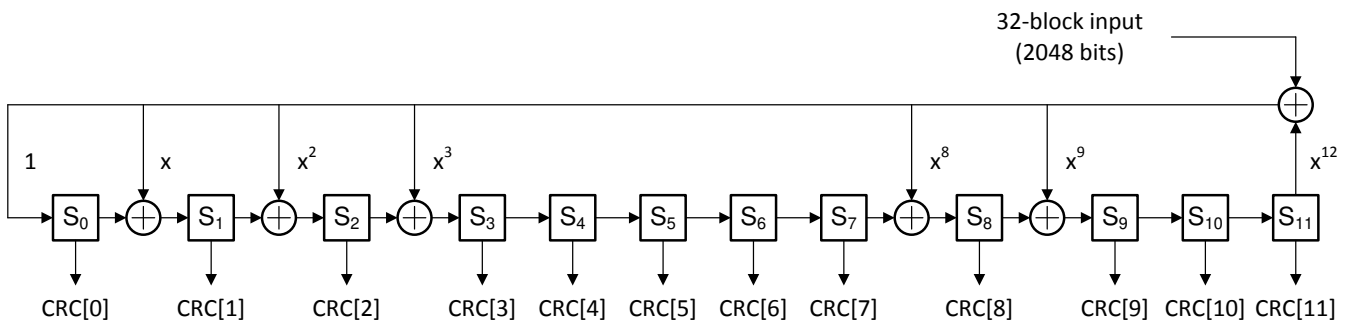 32-block input
(2048 bits)
1 x x² x³ x⁸ x⁹ x¹²
S₀ S₁ S₂ S₃ S₄ S₅ S₆ S₇ S₈ S₉ S₁₀ S₁₁
CRC[0] CRC[1] CRC[2] CRC[3] CRC[4] CRC[5] CRC[6] CRC[7] CRC[8] CRC[9] CRC[10] CRC[11]